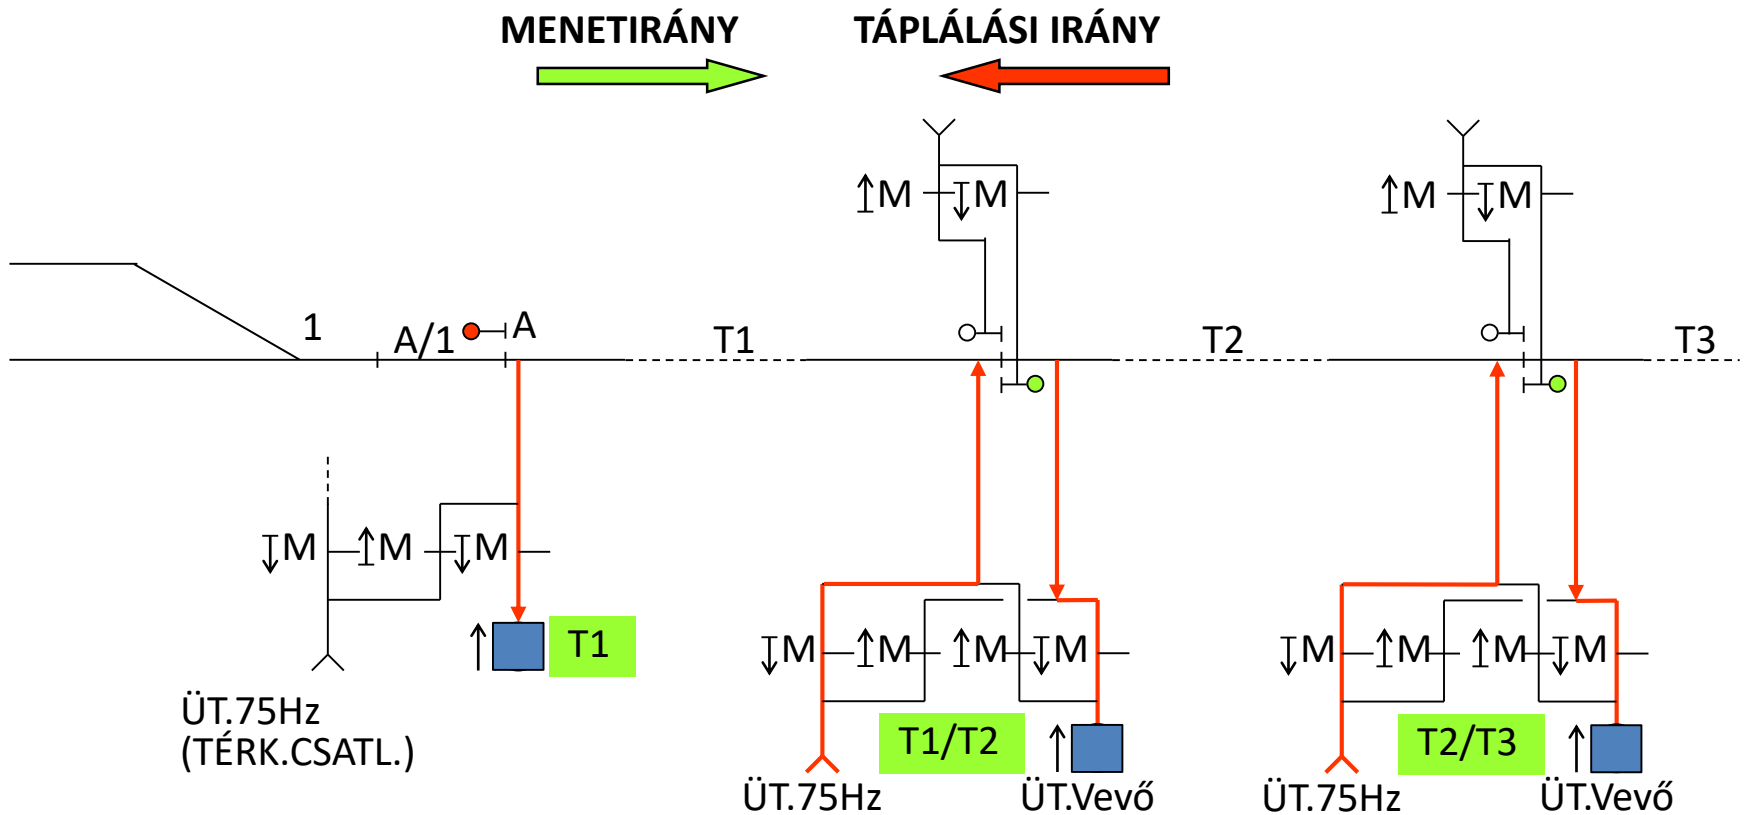 MENETIRÁNY TÁPLÁLÁSI IRÁNY
M M M M
1 A/1 A T1 T2 T3
M M M
M M M M M M M M
T1
ÜT.75Hz
(TÉRK.CSATL.)
T1/T2 T2/T3
ÜT.75Hz ÜT.Vevő ÜT.75Hz ÜT.Vevő